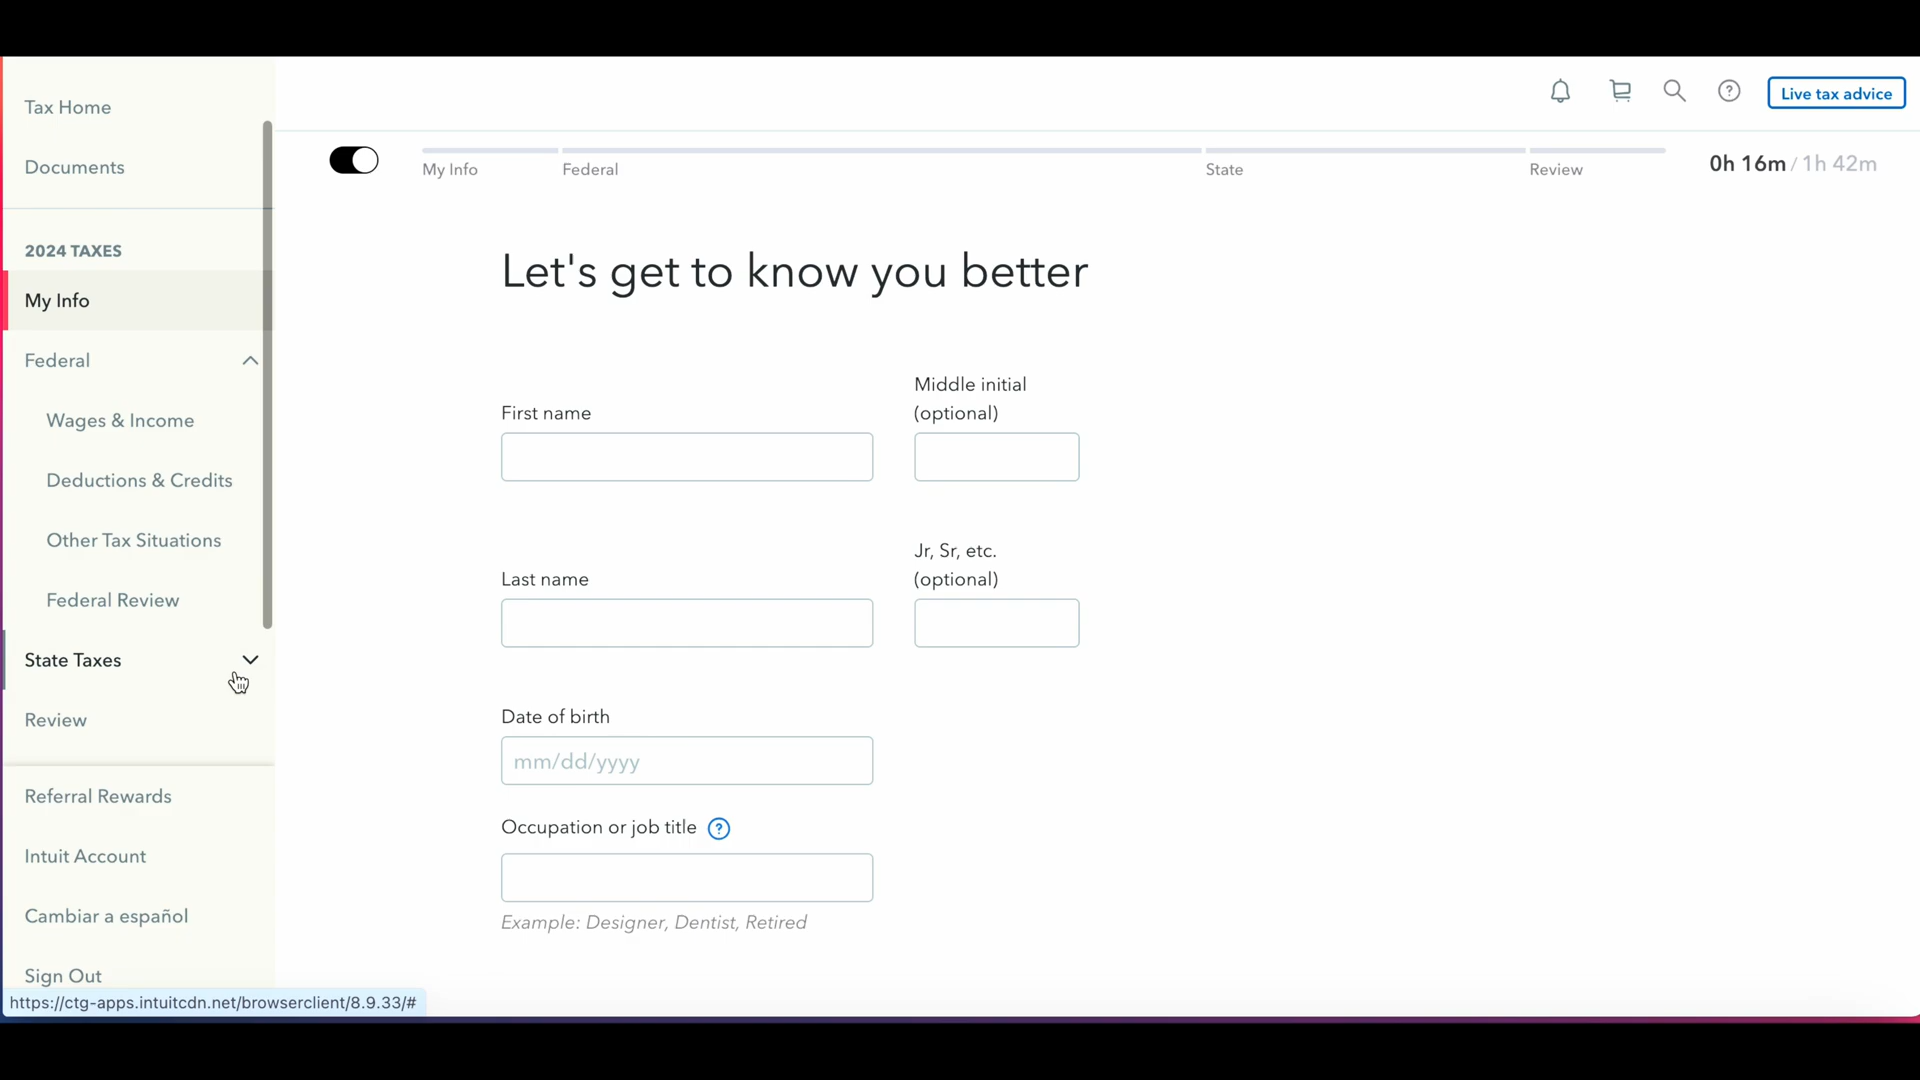 Tax Home
Documents
2024 TAXES
My Info
Federal
Wages & Income
Deductions & Credits
Other Tax Situations
Federal Review
State Taxes
Review
Referral Rewards
Intuit Account
Cambiar a español
Sign Out
https://ctg-apps.intuitcdn.net/browserclient/8.9.33/#
Live tax advice
My Info
Federal
State
Review
0h 16m / 1h 42m
Let's get to know you better
First name
Middle initial
(optional)
Last name
Jr, Sr, etc.
(optional)
Date of birth
mm/dd/yyyy
Occupation or job title ?
Example: Designer, Dentist, Retired